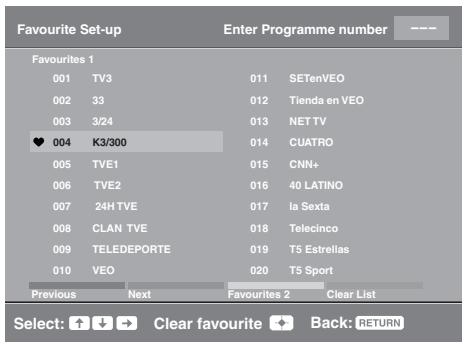 Favourite Set-up Enter Programme number ---
Favourites 1
001 TV3 011 SETenVEO
002 33 012 Tienda en VEO
003 3/24 013 NET TV
004 K3/300 014 CUATRO
005 TVE1 015 CNN+
006 TVE2 016 40 LATINO
007 24H TVE 017 la Sexta
008 CLAN TVE 018 Telecinco
009 TELEDEPORTE 019 T5 Estrellas
010 VEO 020 T5 Sport
Previous Next Favourites 2 Clear List
Select: ↑ ↓ → Clear favourite Back: RETURN